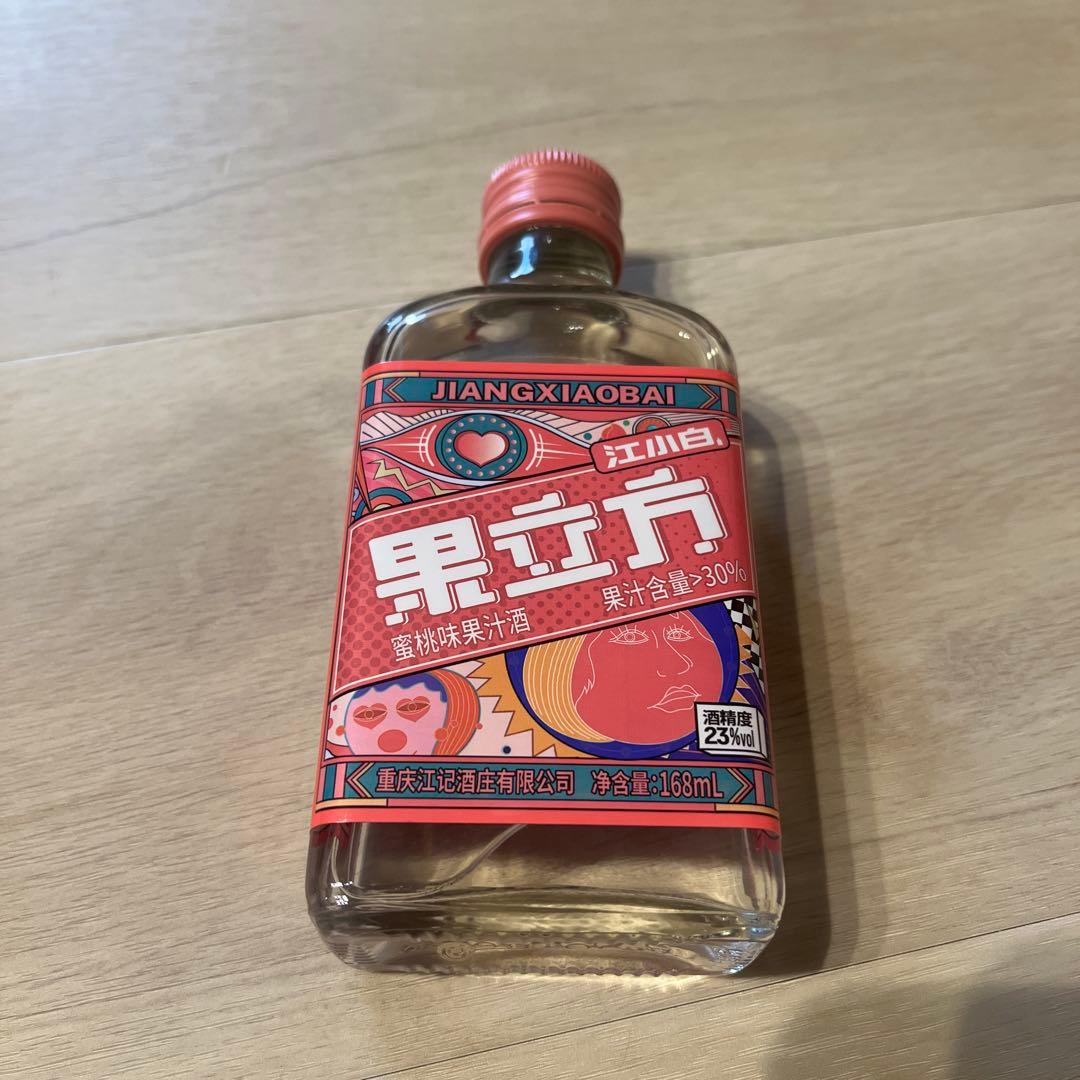 JIANGXIAOBAI
江小白
果立方
蜜桃味果汁酒 果汁含量>30%
酒精度
23%vol
重庆江记酒庄有限公司 净含量:168mL